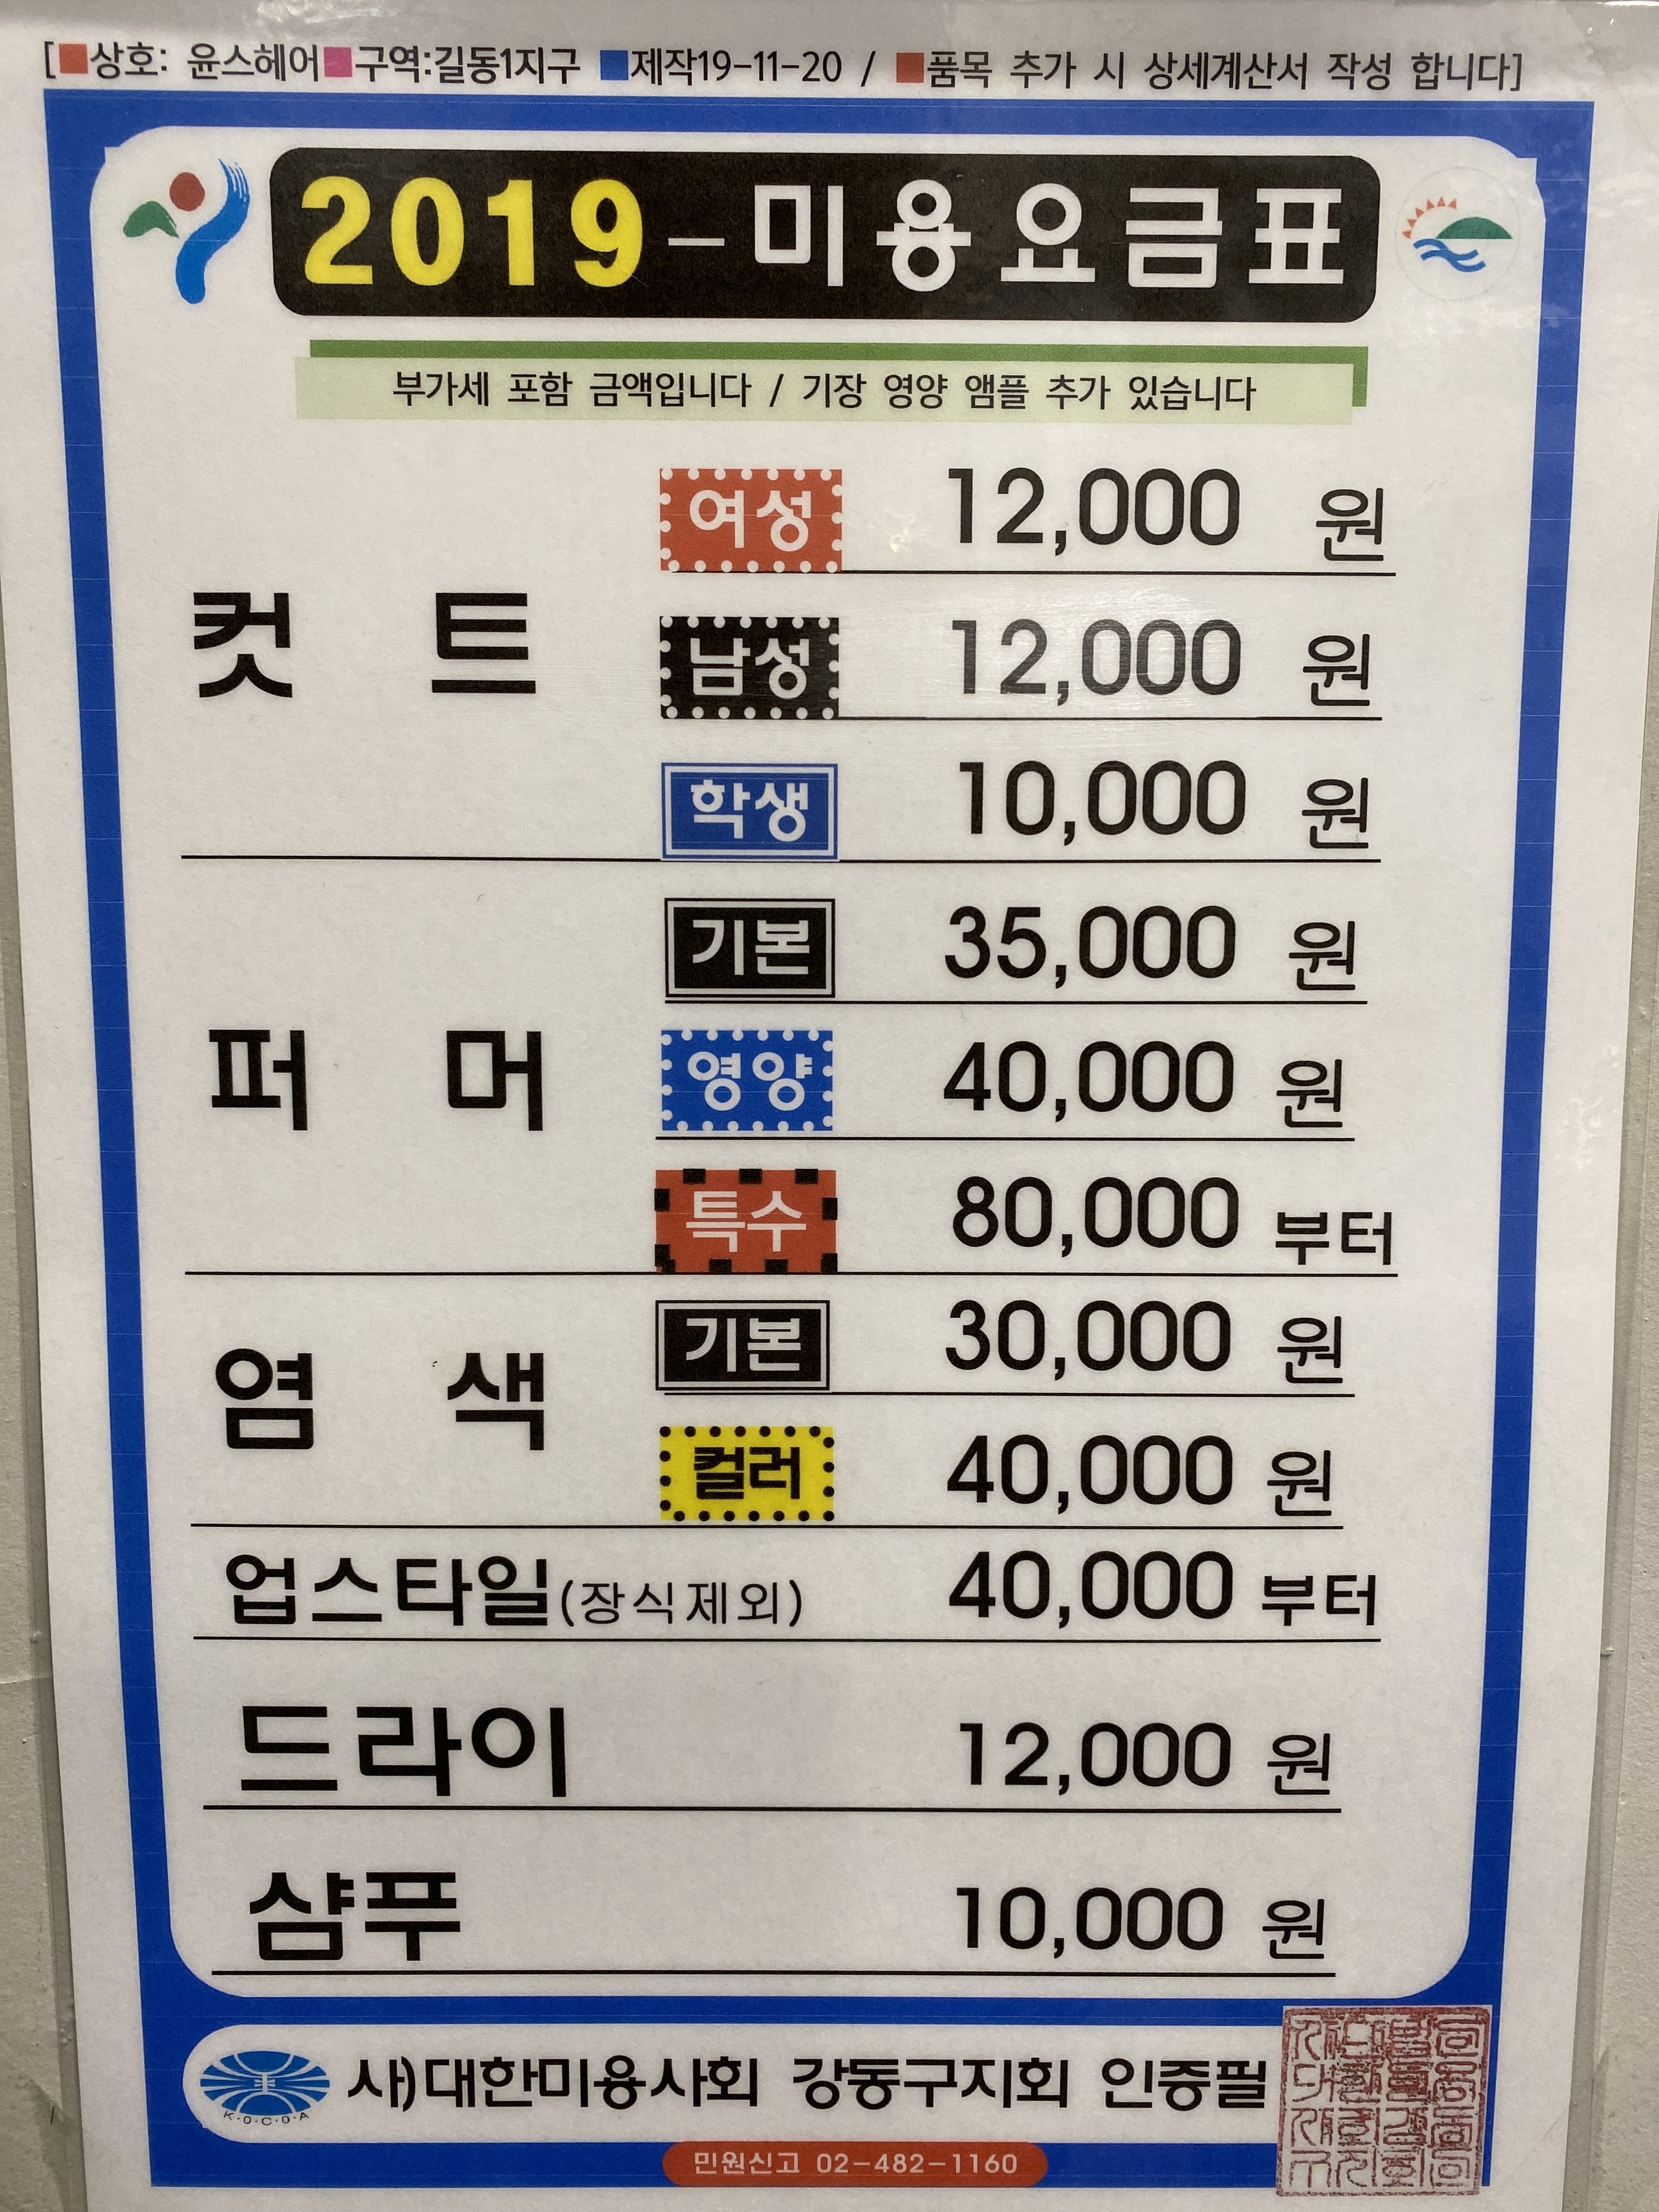 [■상호: 윤스헤어■구역:길동1지구 ■제작19-11-20 / ■품목 추가 시 상세계산서 작성 합니다]
2019-미용요금표
부가세 포함 금액입니다 / 기장 영양 앰플 추가 있습니다
컷트
여성 12,000 원
남성 12,000 원
학생 10,000 원
퍼머
기본 35,000 원
영양 40,000 원
특수 80,000 부터
염색
기본 30,000 원
컬러 40,000 원
업스타일(장식제외) 40,000 부터
드라이 12,000 원
샴푸 10,000 원
K·O·C·O·A
사)대한미용사회 강동구지회 인증필
민원신고 02-482-1160